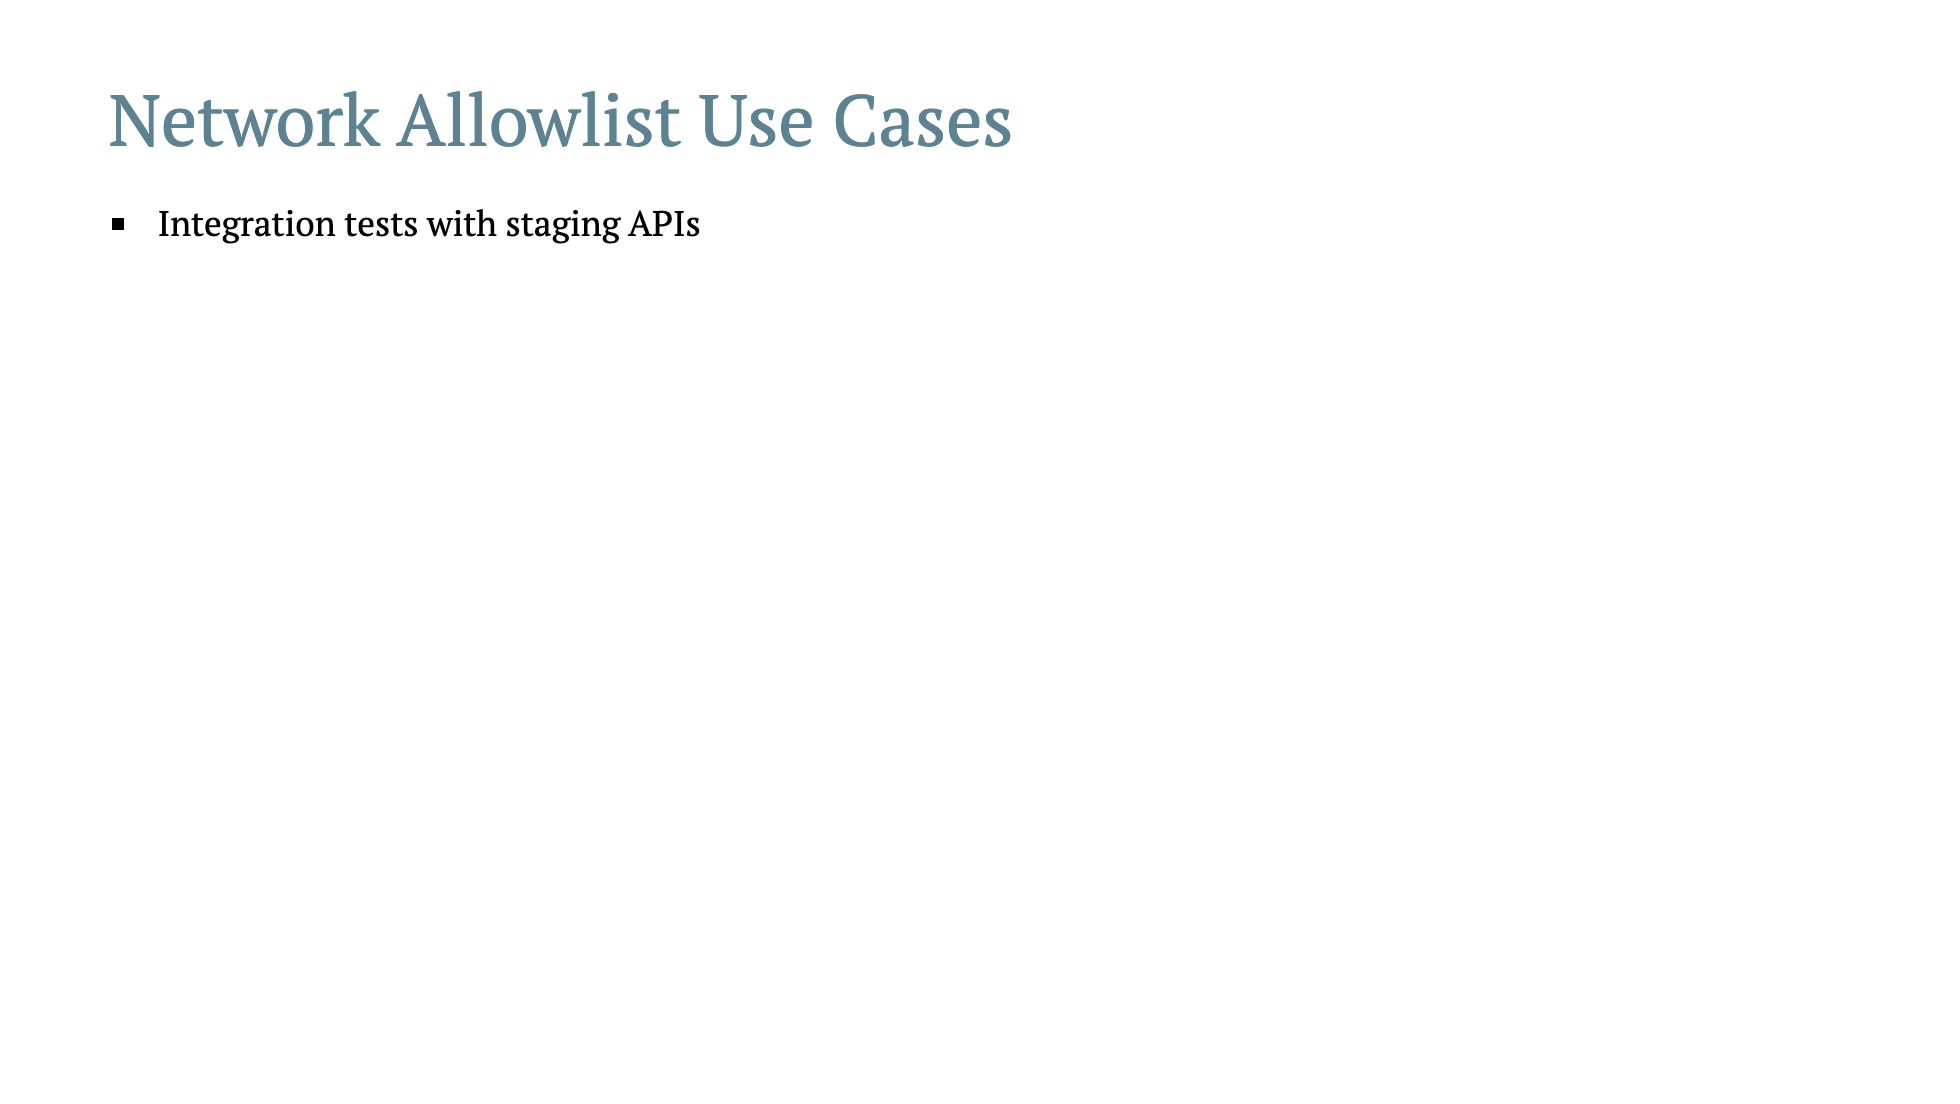 Network Allowlist Use Cases
▪ Integration tests with staging APIs